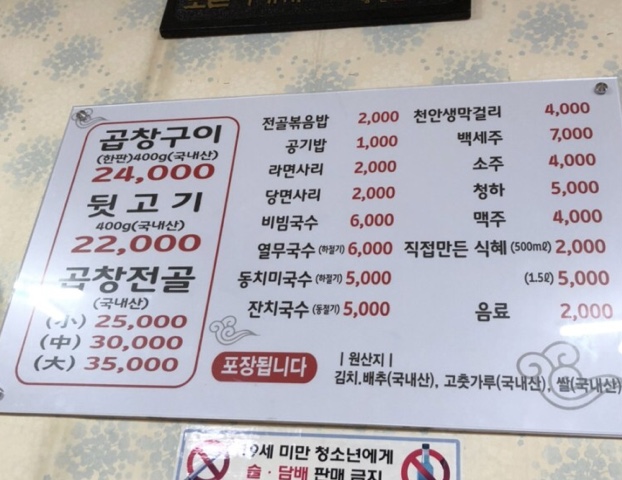 곱창구이
(한판)400g(국내산)
24,000
뒷고기
400g(국내산)
22,000
곱창전골
(국내산)
(小) 25,000
(中) 30,000
(大) 35,000
전골볶음밥 2,000
공기밥 1,000
라면사리 2,000
당면사리 2,000
비빔국수 6,000
열무국수 (하절기) 6,000
동치미국수 (하절기) 5,000
잔치국수 (동절기) 5,000
천안생막걸리 4,000
백세주 7,000
소주 4,000
청하 5,000
맥주 4,000
직접만든 식혜 (500㎖) 2,000
(1.5ℓ) 5,000
음료 2,000
포장됩니다
| 원산지 |
김치.배추(국내산), 고춧가루(국내산), 쌀(국내산)
19세 미만 청소년에게
술·담배 판매 금지